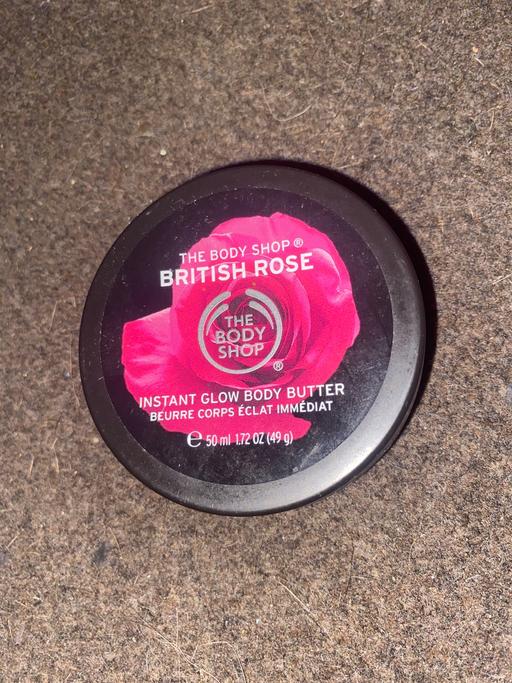 THE BODY SHOP ®
BRITISH ROSE
THE
BODY
SHOP
®
INSTANT GLOW BODY BUTTER
BEURRE CORPS ÉCLAT IMMÉDIAT
℮ 50 ml 1.72 OZ (49 g)